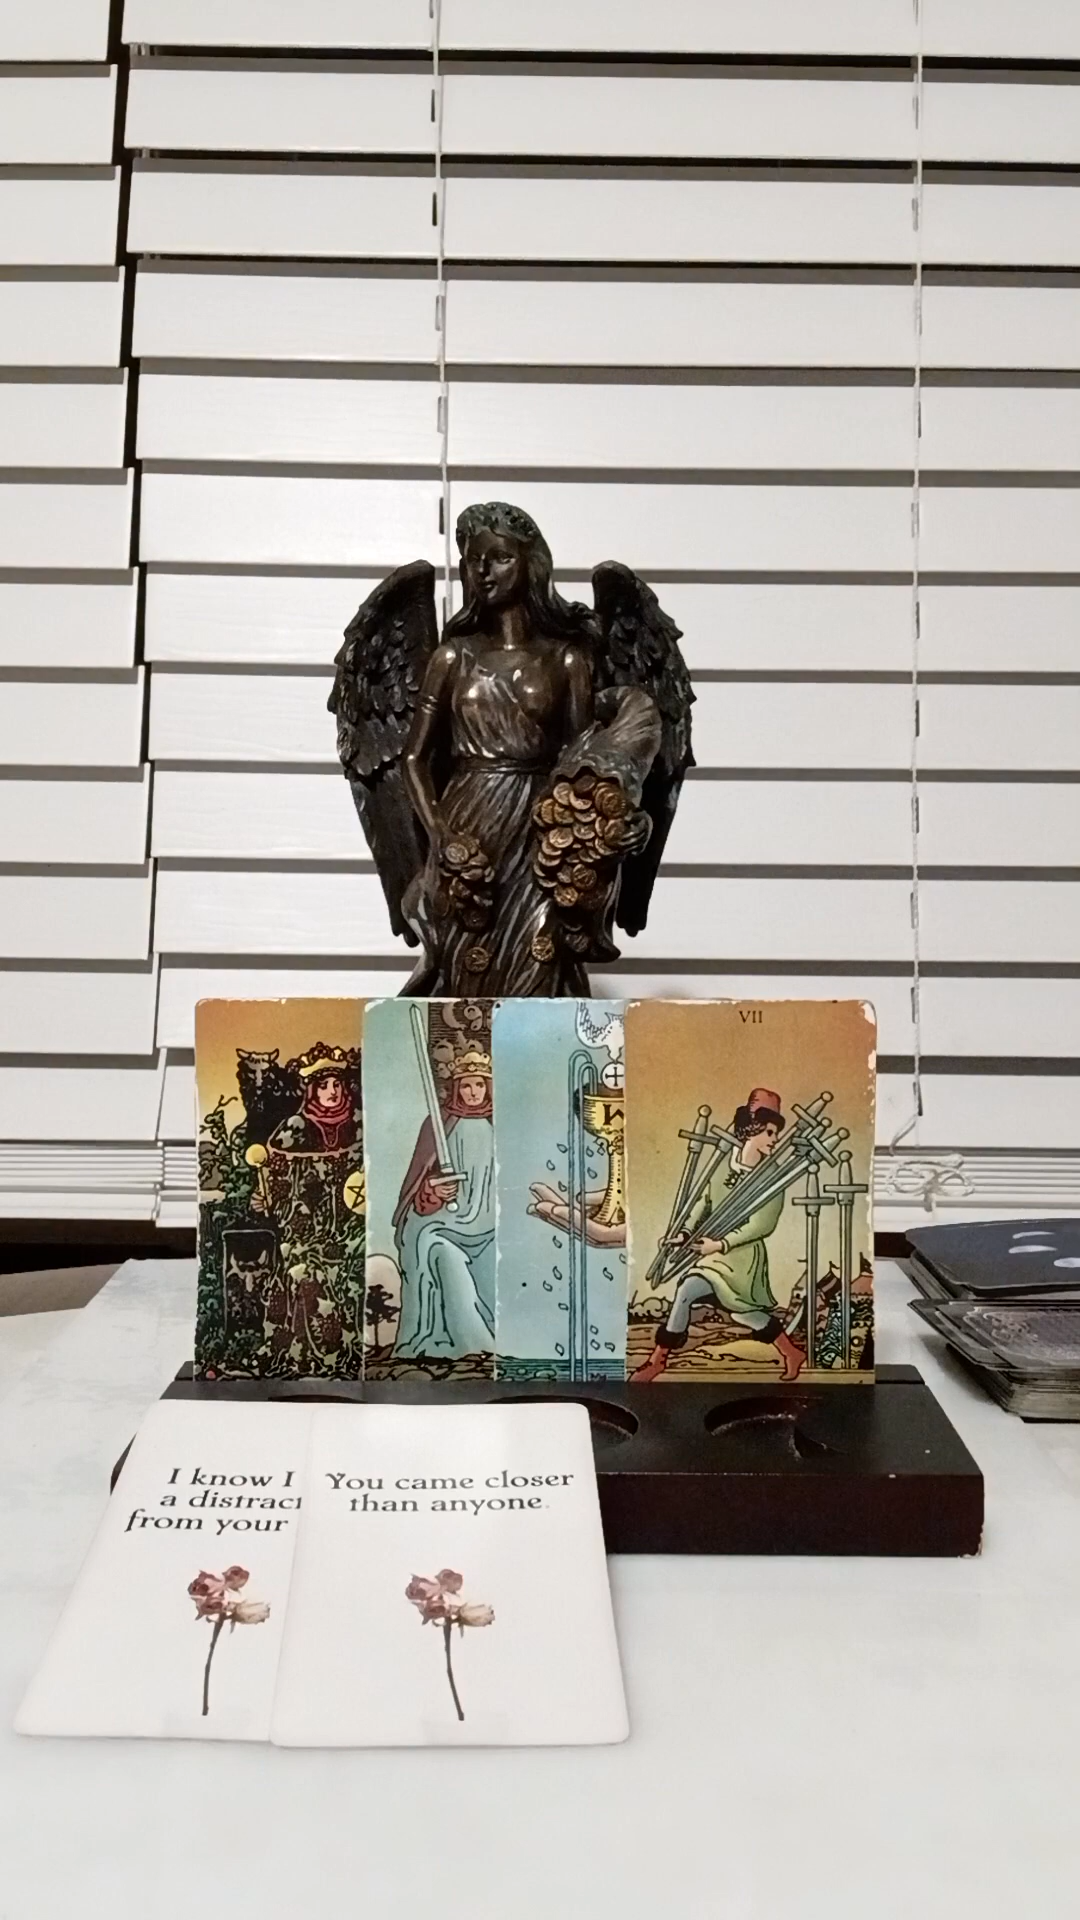 VII
I know I
a distract
from your
You came closer
than anyone.